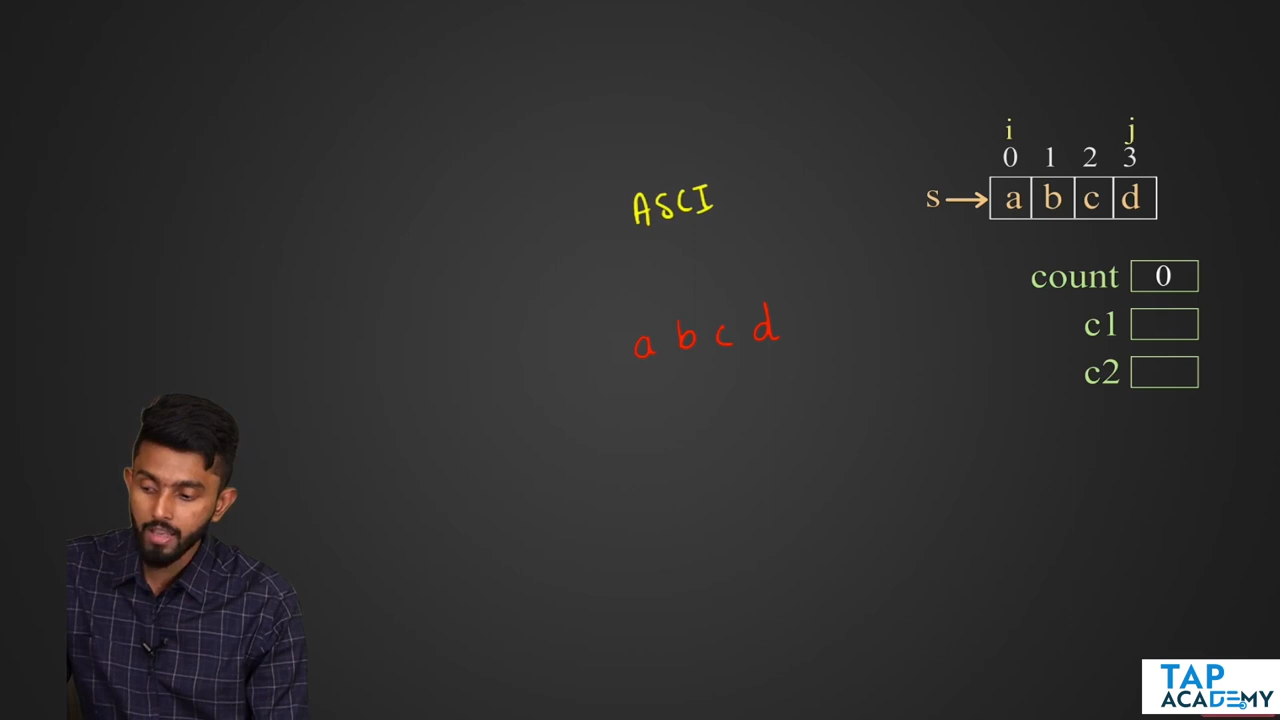 i j
0 1 2 3
s a b c d
ASCI
count 0
a b c d
c1
c2
TAP
ACADEMY